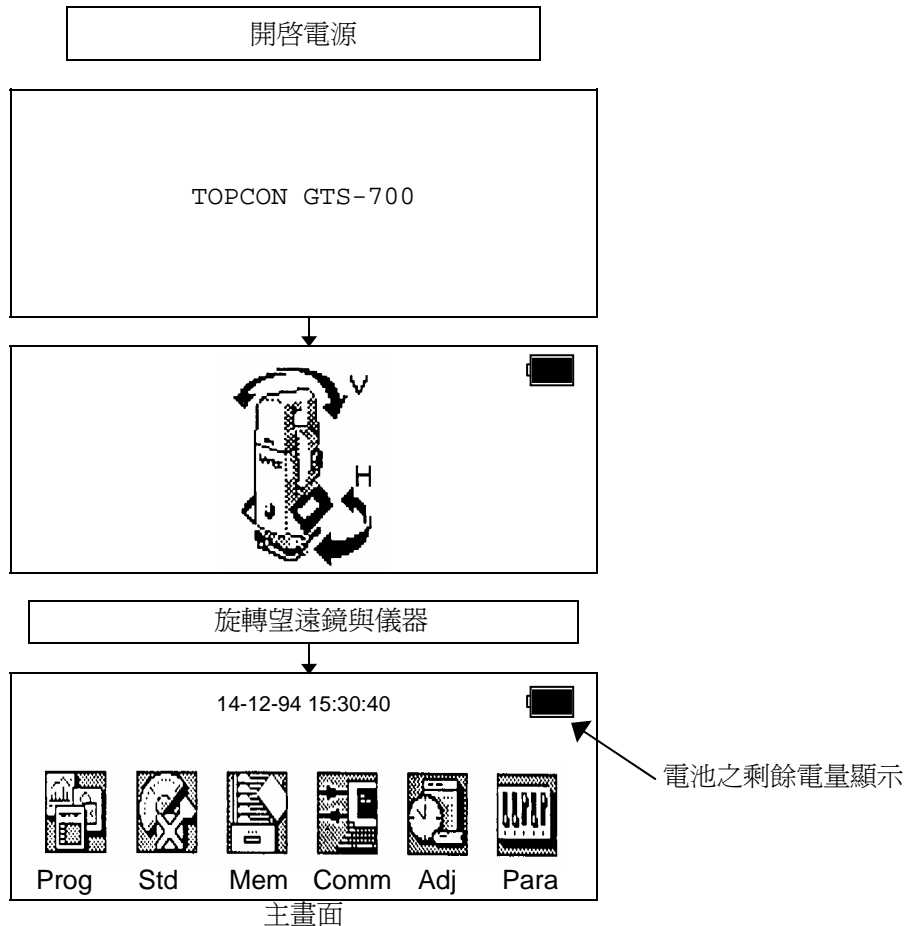 開啓電源
TOPCON GTS-700
V
H
旋轉望遠鏡與儀器
14-12-94 15:30:40
電池之剩餘電量顯示
Prog Std Mem Comm Adj Para
主畫面